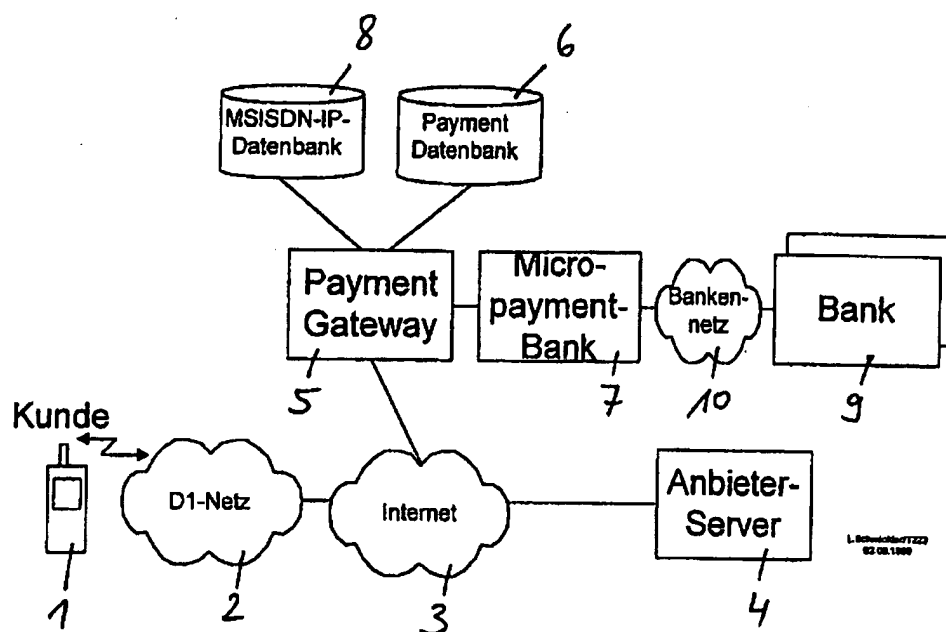 8
6
MSISDN-IP-
Datenbank
Payment
Datenbank
Payment
Gateway
Micro-
payment-
Bank
Banken-
netz
Bank
5
7
10
9
Kunde
D1-Netz
Internet
Anbieter-
Server
1
2
3
4